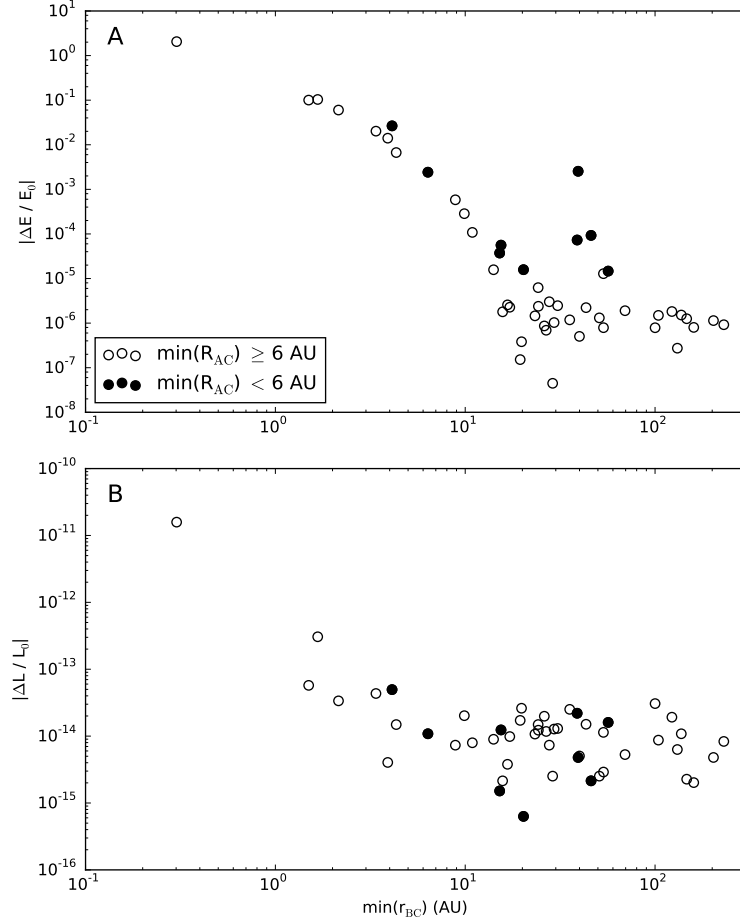 A
10^1
10^0
10^-1
10^-2
10^-3
10^-4
10^-5
10^-6
10^-7
10^-8
|ΔE / E_0|
min(R_AC) ≥ 6 AU
min(R_AC) < 6 AU
10^-1 10^0 10^1 10^2
B
10^-10
10^-11
10^-12
10^-13
10^-14
10^-15
10^-16
|ΔL / L_0|
10^-1 10^0 10^1 10^2
min(r_BC) (AU)